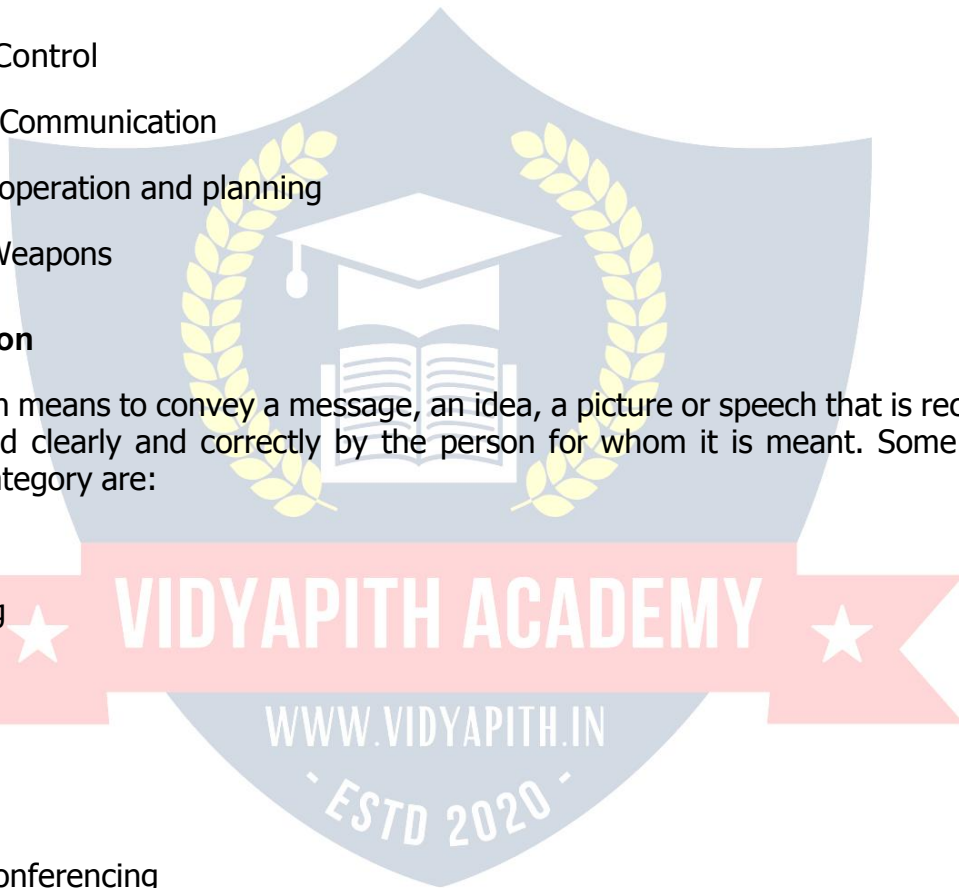 Control
Communication
operation and planning
Weapons
on
n means to convey a message, an idea, a picture or speech that is rec
d clearly and correctly by the person for whom it is meant. Some
ategory are:
g
VIDYAPITH ACADEMY
WWW.VIDYAPITH.IN
- ESTD 2020 -
onferencing